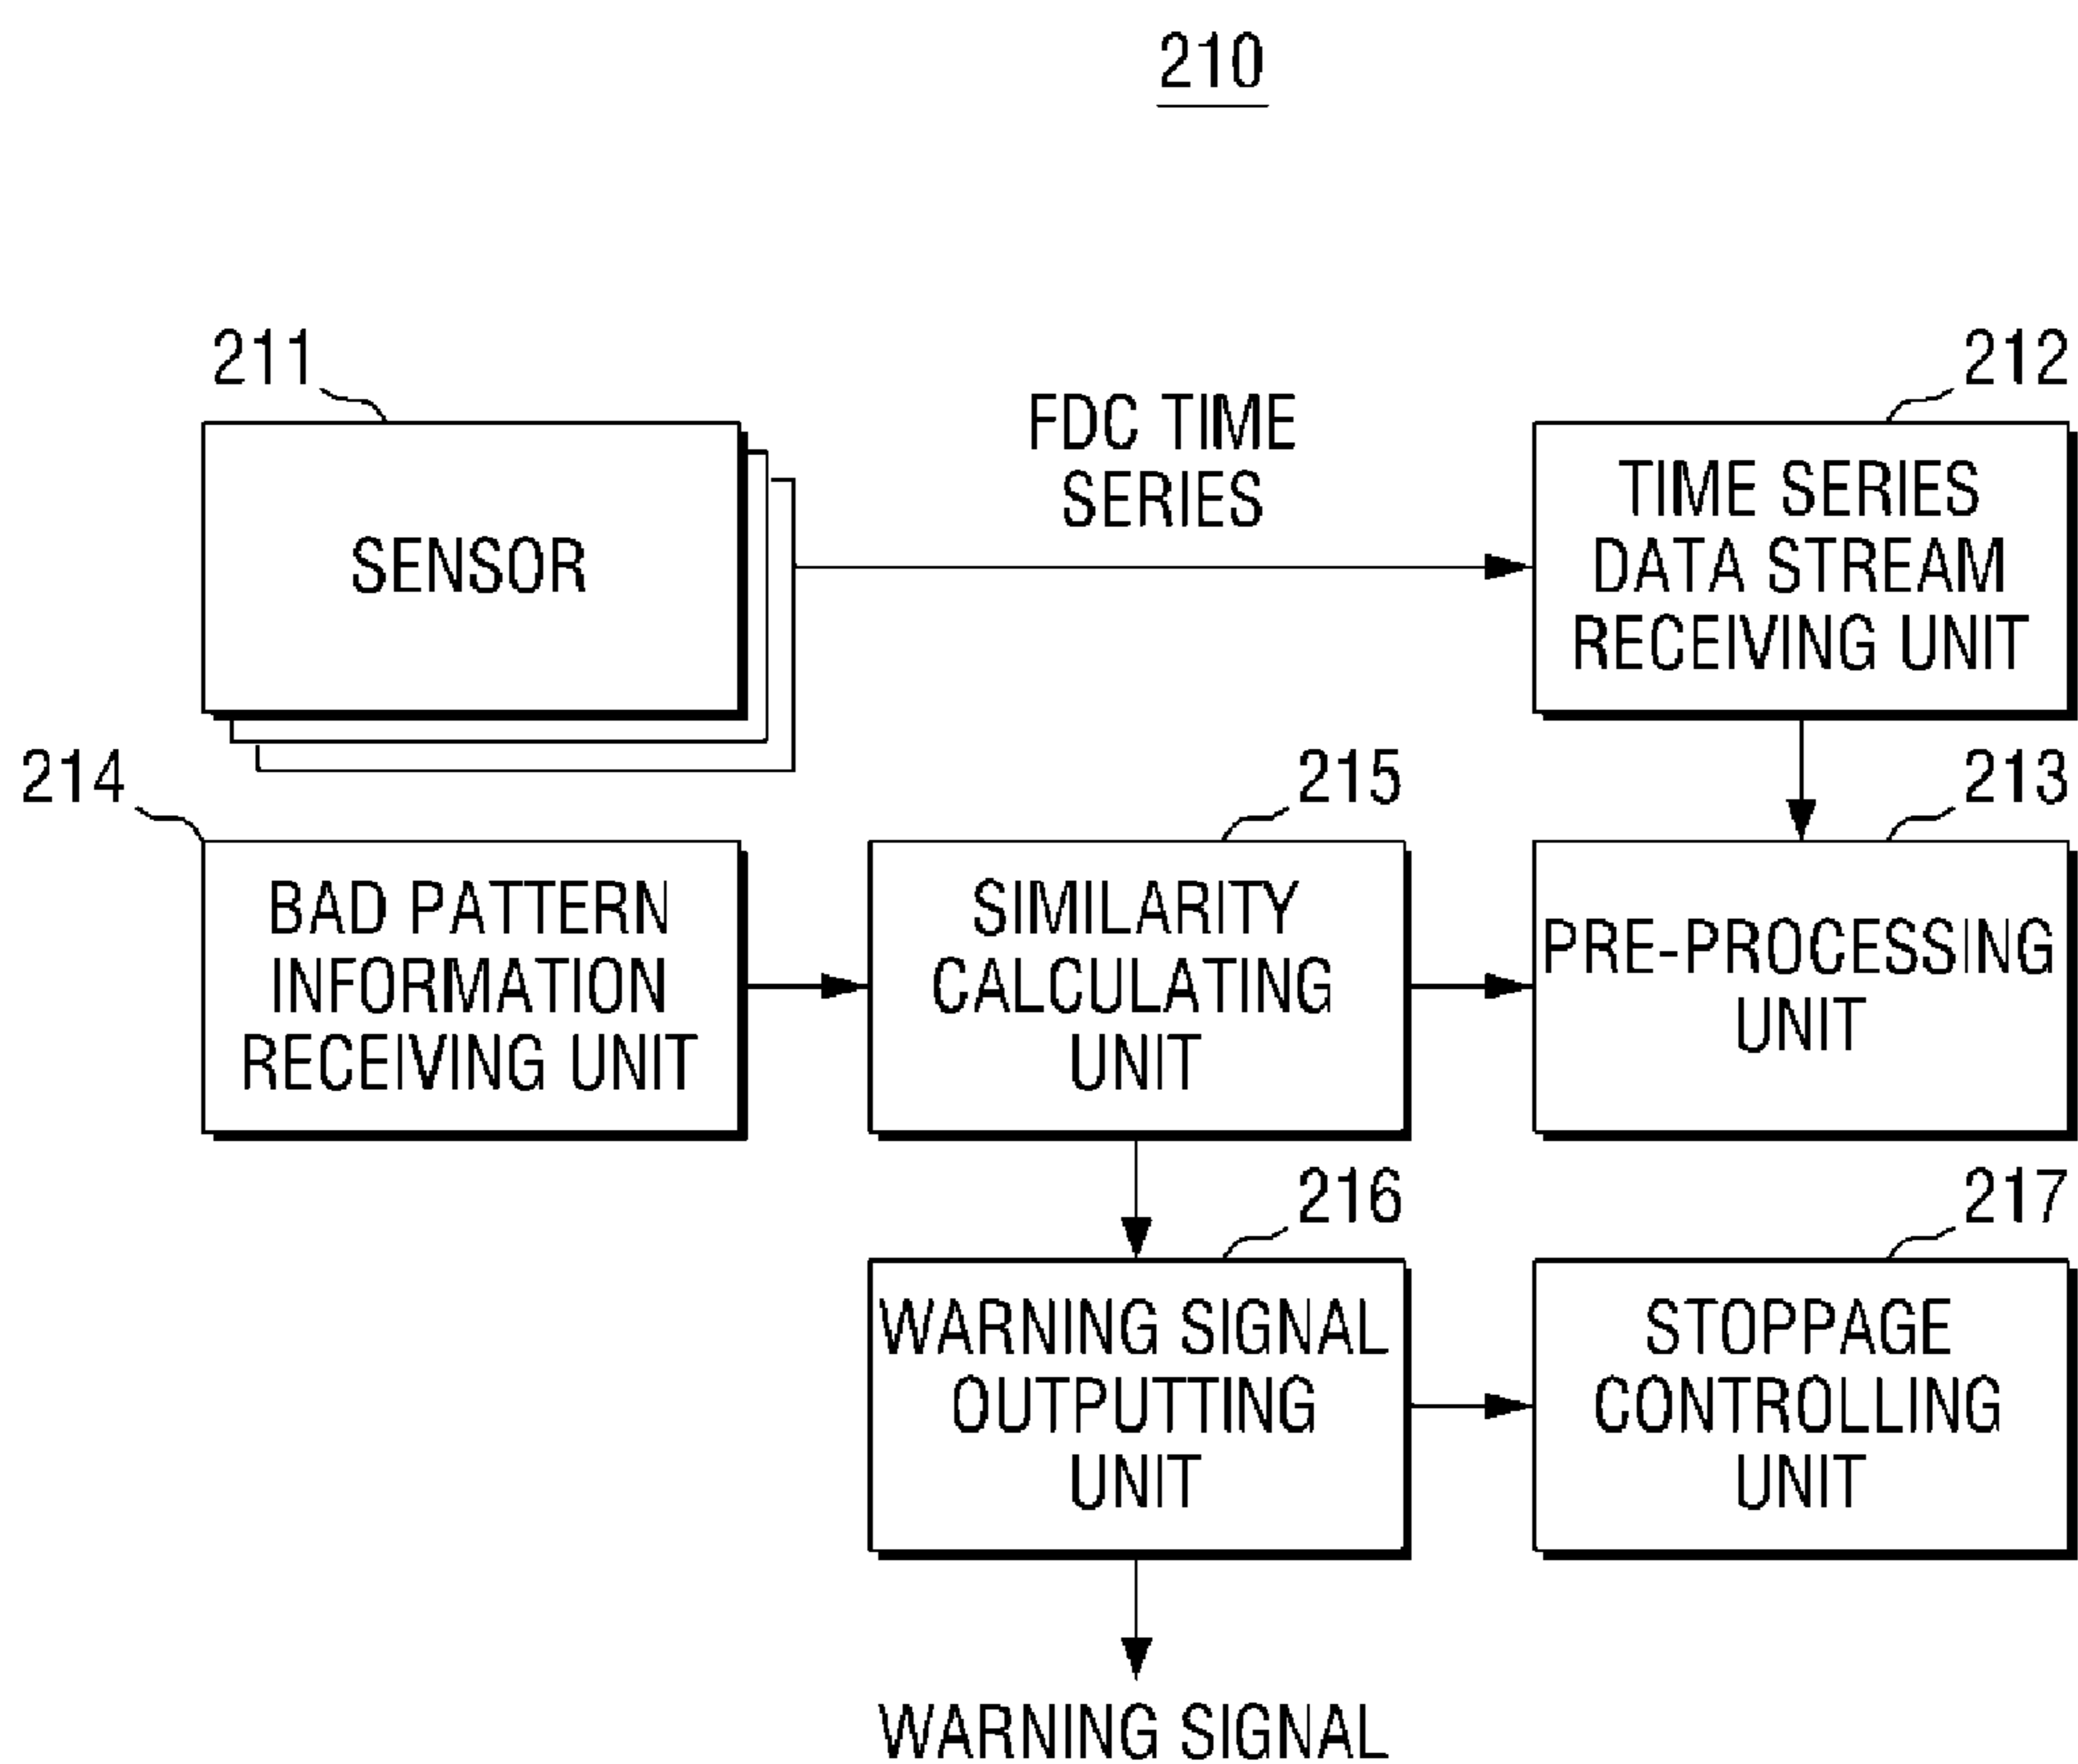 210
211
SENSOR
FDC TIME
SERIES
212
TIME SERIES
DATA STREAM
RECEIVING UNIT
214
BAD PATTERN
INFORMATION
RECEIVING UNIT
215
SIMILARITY
CALCULATING
UNIT
213
PRE-PROCESSING
UNIT
216
WARNING SIGNAL
OUTPUTTING
UNIT
217
STOPPAGE
CONTROLLING
UNIT
WARNING SIGNAL